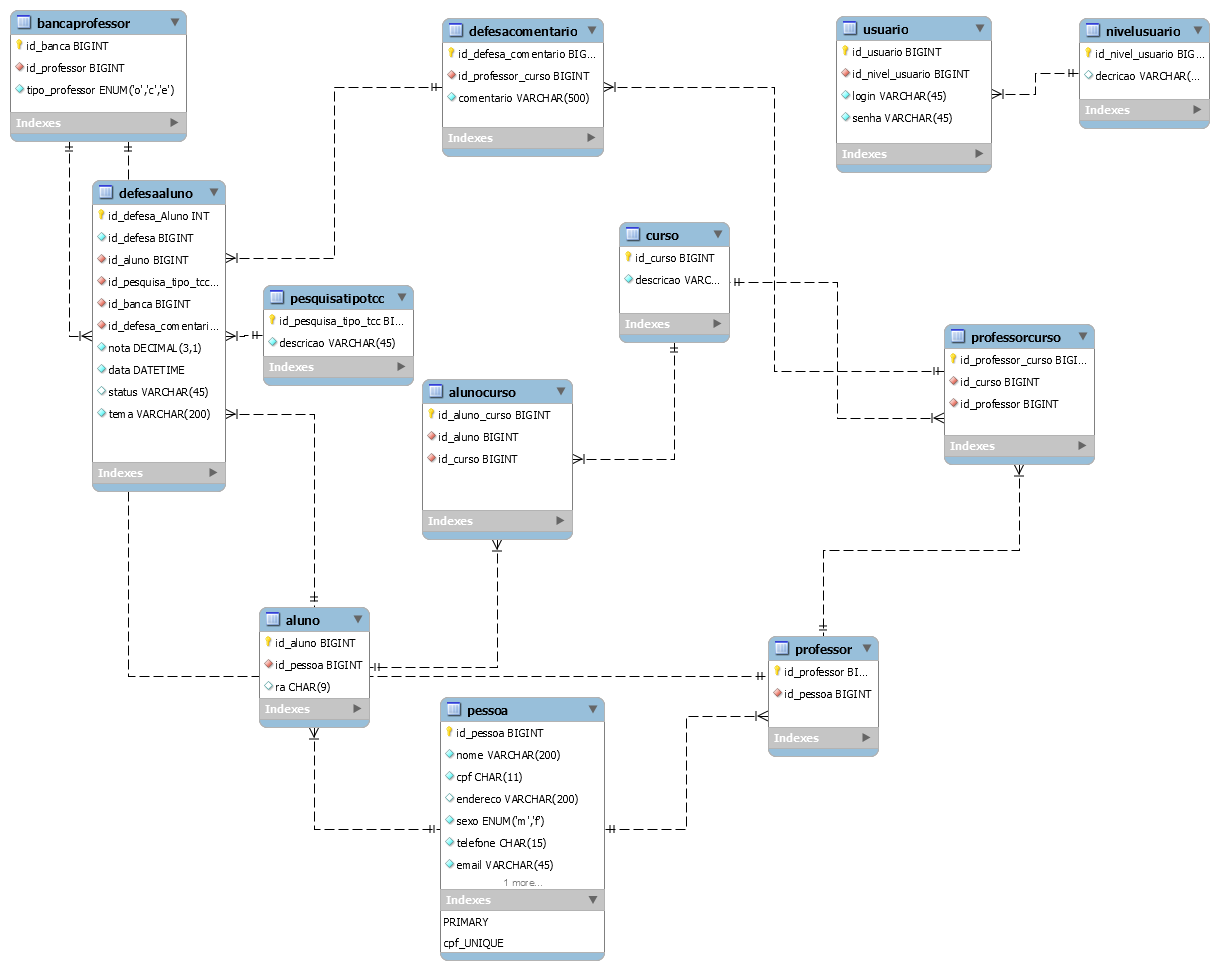 bancaprofessor
id_banca BIGINT
id_professor BIGINT
tipo_professor ENUM('o','c','e')
Indexes
defesacomentario
id_defesa_comentario BIG...
id_professor_curso BIGINT
comentario VARCHAR(500)
Indexes
usuario
id_usuario BIGINT
id_nivel_usuario BIGINT
login VARCHAR(45)
senha VARCHAR(45)
Indexes
nivelusuario
id_nivel_usuario BIG...
decricao VARCHAR(...
Indexes
defesaaluno
id_defesa_Aluno INT
id_defesa BIGINT
id_aluno BIGINT
id_pesquisa_tipo_tcc...
id_banca BIGINT
id_defesa_comentari...
nota DECIMAL(3,1)
data DATETIME
status VARCHAR(45)
tema VARCHAR(200)
Indexes
pesquisatipotcc
id_pesquisa_tipo_tcc BI...
descricao VARCHAR(45)
Indexes
curso
id_curso BIGINT
descricao VARC...
Indexes
alunocurso
id_aluno_curso BIGINT
id_aluno BIGINT
id_curso BIGINT
Indexes
professorcurso
id_professor_curso BIGI...
id_curso BIGINT
id_professor BIGINT
Indexes
aluno
id_aluno BIGINT
id_pessoa BIGINT
ra CHAR(9)
Indexes
professor
id_professor BI...
id_pessoa BIGINT
Indexes
pessoa
id_pessoa BIGINT
nome VARCHAR(200)
cpf CHAR(11)
endereco VARCHAR(200)
sexo ENUM('m','f')
telefone CHAR(15)
email VARCHAR(45)
1 more...
Indexes
PRIMARY
cpf_UNIQUE